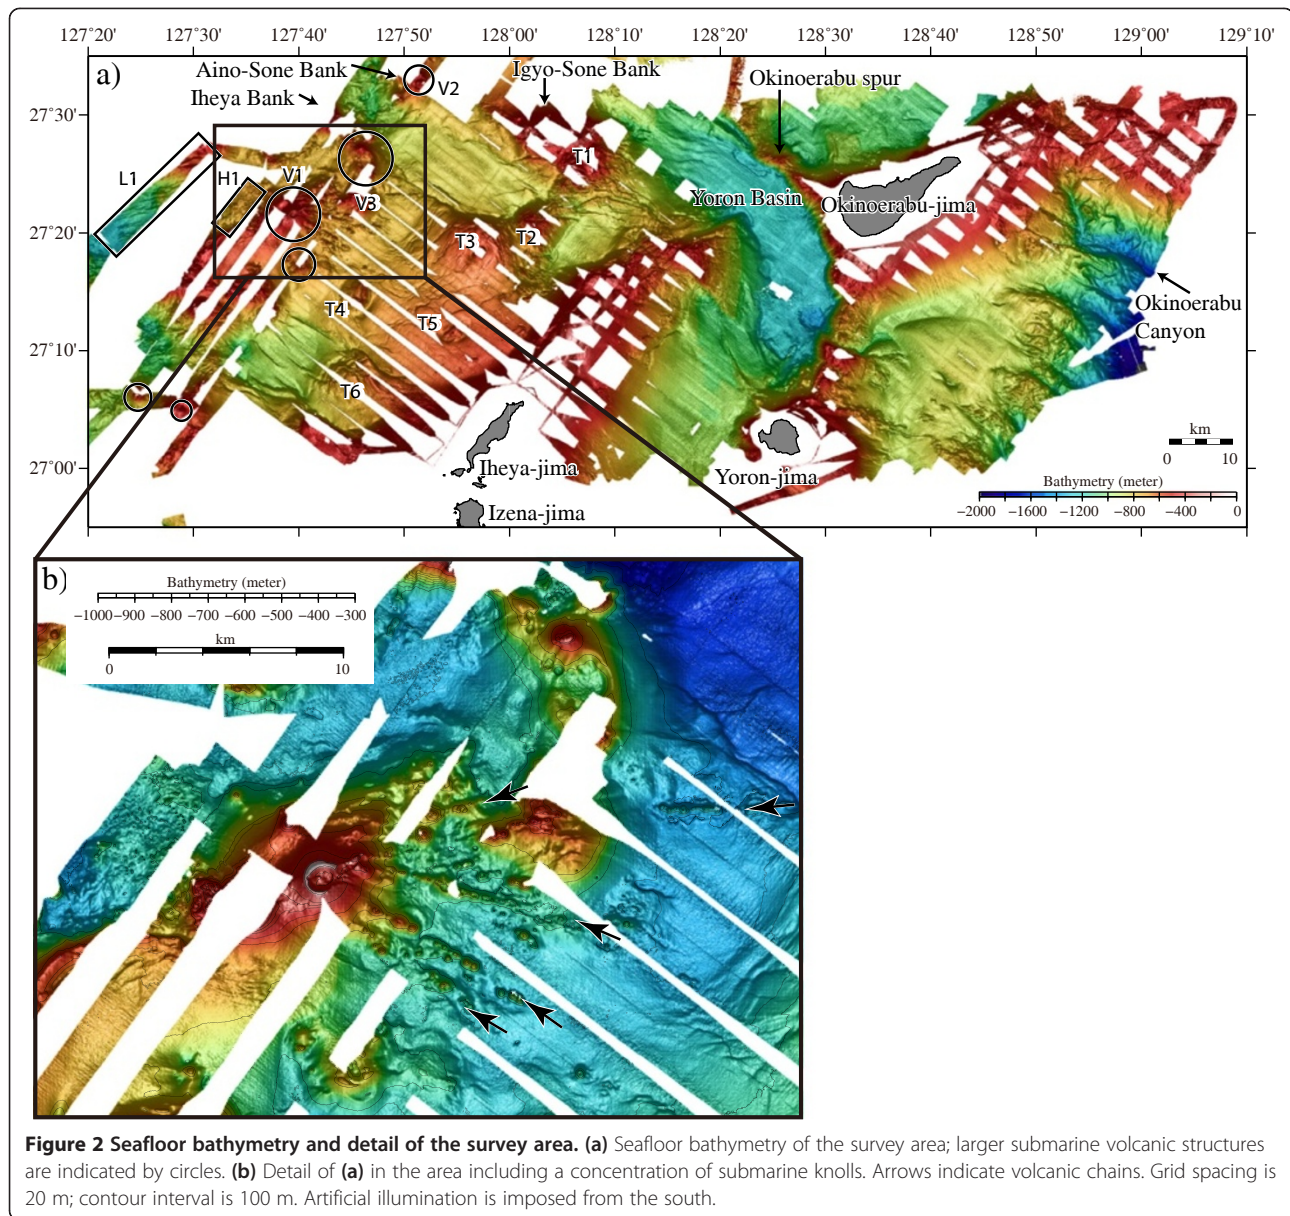 127˚20' 127˚30' 127˚40' 127˚50' 128˚00' 128˚10' 128˚20' 128˚30' 128˚40' 128˚50' 129˚00' 129˚10'
a)
Aino-Sone Bank
Igyo-Sone Bank
Okinoerabu spur
Iheya Bank
V2
27˚30'
L1
H1
V1
V3
T1
Yoron Basin
Okinoerabu-jima
27˚20'
T3
T2
Okinoerabu
Canyon
T4
T5
27˚10'
T6
27˚00'
Iheya-jima
Yoron-jima
Izena-jima
km
0 10
Bathymetry (meter)
−2000 −1600 −1200 −800 −400 0
b)
Bathymetry (meter)
−1000 −900 −800 −700 −600 −500 −400 −300
km
0 10
Figure 2 Seafloor bathymetry and detail of the survey area. (a) Seafloor bathymetry of the survey area; larger submarine volcanic structures
are indicated by circles. (b) Detail of (a) in the area including a concentration of submarine knolls. Arrows indicate volcanic chains. Grid spacing is
20 m; contour interval is 100 m. Artificial illumination is imposed from the south.